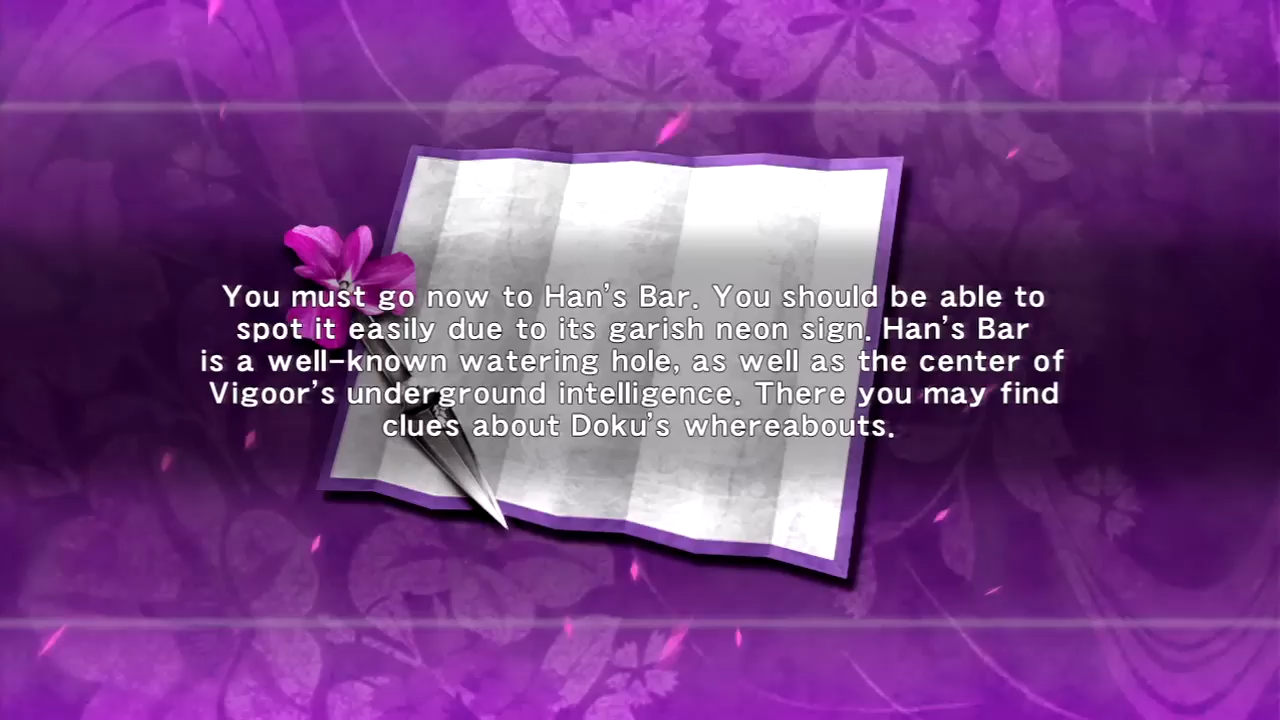 You must go now to Han's Bar. You should be able to
spot it easily due to its garish neon sign. Han's Bar
is a well-known watering hole, as well as the center of
Vigoor's underground intelligence. There you may find
clues about Doku's whereabouts.